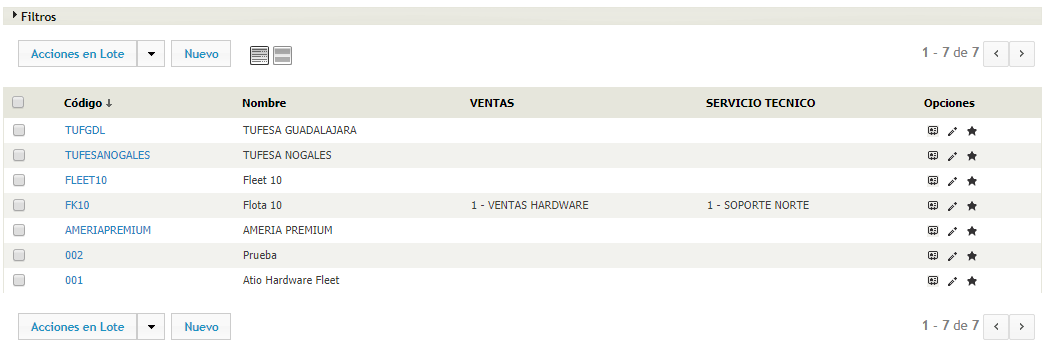 Filtros
Acciones en Lote Nuevo 1 - 7 de 7
Código ↓ Nombre VENTAS SERVICIO TECNICO Opciones
TUFGDL TUFESA GUADALAJARA
TUFESANOGALES TUFESA NOGALES
FLEET10 Fleet 10
FK10 Flota 10 1 - VENTAS HARDWARE 1 - SOPORTE NORTE
AMERIAPREMIUM AMERIA PREMIUM
002 Prueba
001 Atio Hardware Fleet
Acciones en Lote Nuevo 1 - 7 de 7